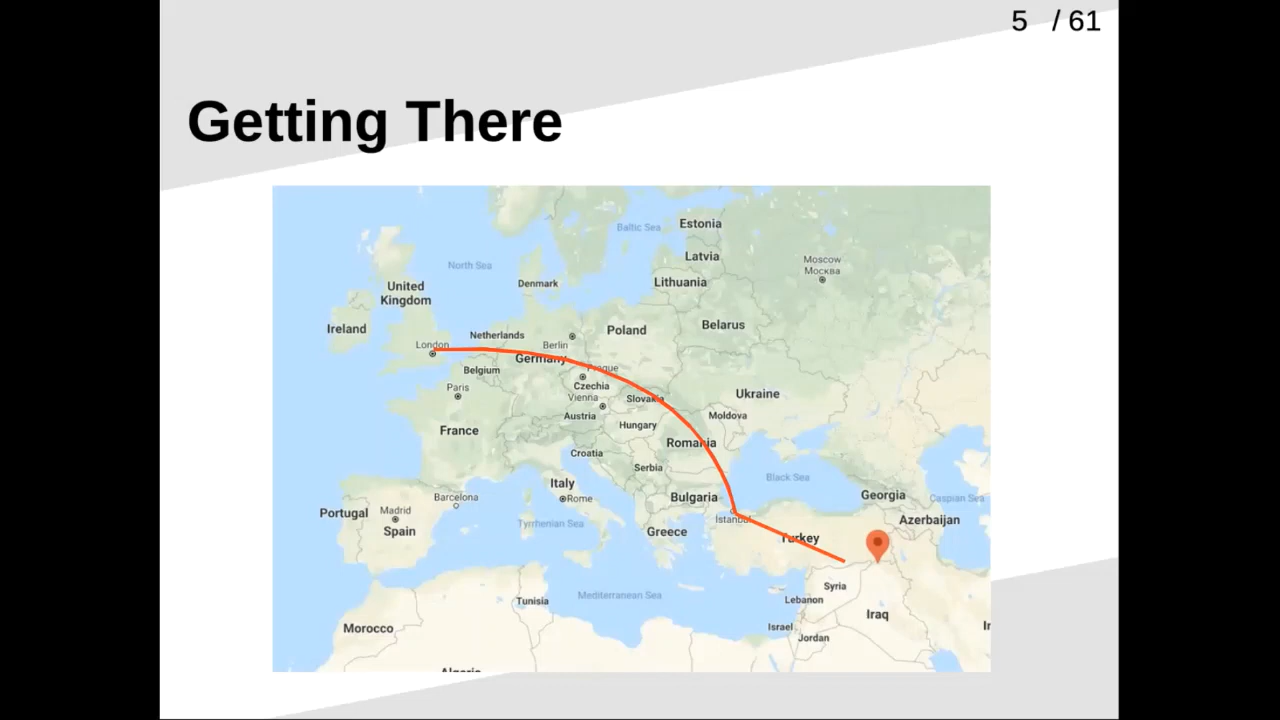 5 / 61
Getting There
Estonia
Baltic Sea
Latvia
Moscow
Москва
North Sea
Lithuania
Denmark
United
Kingdom
Ireland
Poland
Belarus
Netherlands
London
Berlin
Germany
Belgium
Prague
Czechia
Paris
Vienna
Slovakia
Ukraine
Austria
Moldova
France
Hungary
Romania
Croatia
Serbia
Black Sea
Italy
Rome
Barcelona
Bulgaria
Georgia
Caspian Sea
Portugal
Madrid
Spain
Tyrrhenian Sea
Istanbul
Azerbaijan
Greece
Turkey
Syria
Mediterranean Sea
Tunisia
Lebanon
Iraq
Morocco
Israel
Jordan
Ir
Algeria